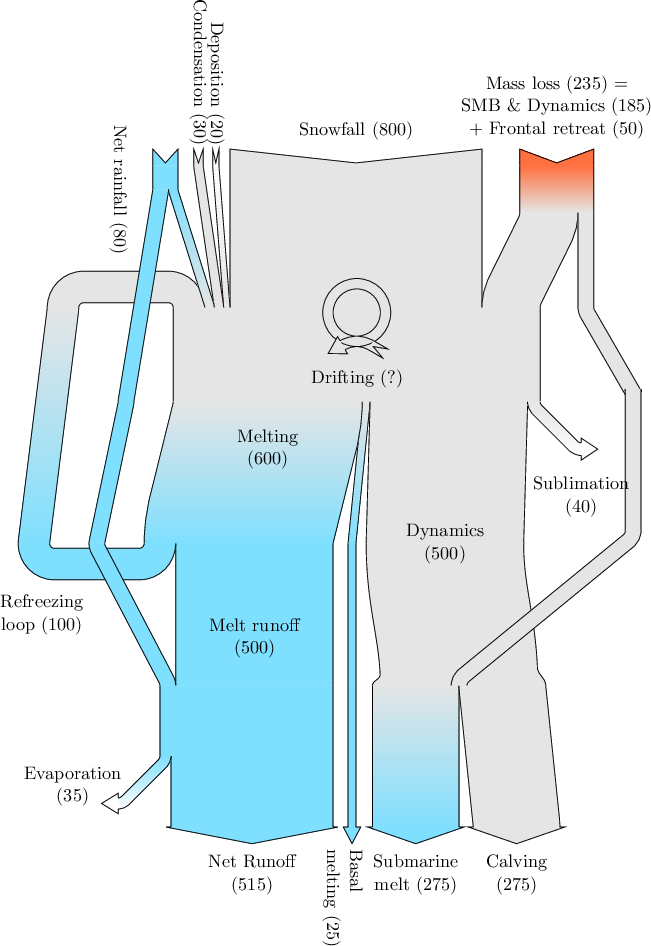 Deposition (20)
Condensation (30)
Mass loss (235) =
SMB & Dynamics (185)
+ Frontal retreat (50)
Snowfall (800)
Net rainfall (80)
Drifting (?)
Melting
(600)
Sublimation
(40)
Dynamics
(500)
Refreezing
loop (100)
Melt runoff
(500)
Evaporation
(35)
Net Runoff
(515)
Basal
melting (25)
Submarine
melt (275)
Calving
(275)